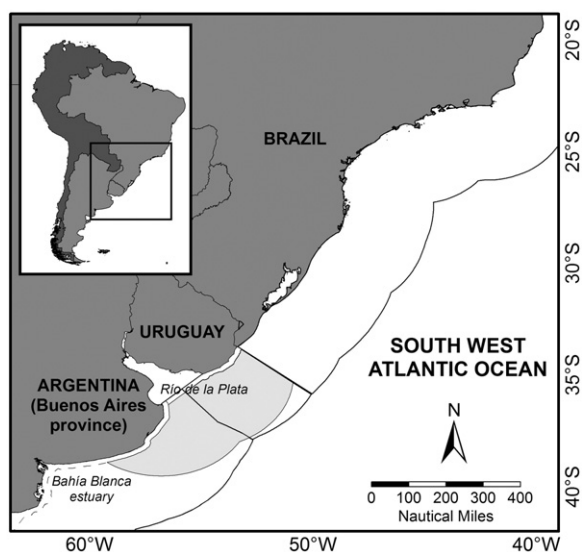 20°S
BRAZIL
25°S
30°S
URUGUAY
35°S
SOUTH WEST
ATLANTIC OCEAN
ARGENTINA
(Buenos Aires
province)
Río de la Plata
N
Bahía Blanca
estuary
40°S
0 100 200 300 400
Nautical Miles
60°W 50°W 40°W